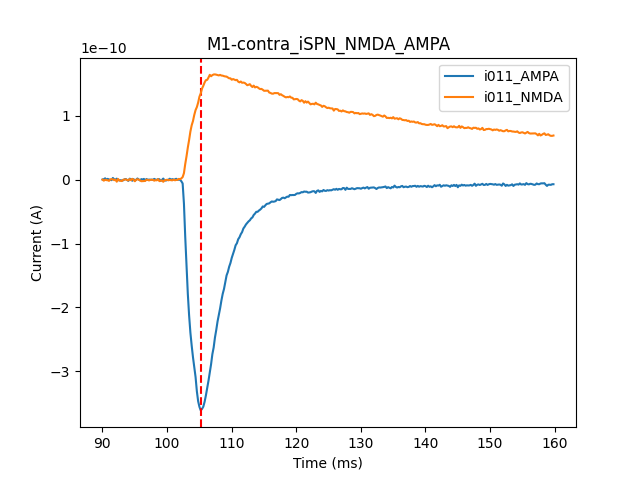 M1-contra_iSPN_NMDA_AMPA
1e−10
i011_AMPA
i011_NMDA
1
0
−1
−2
−3
Current (A)
90 100 110 120 130 140 150 160
Time (ms)